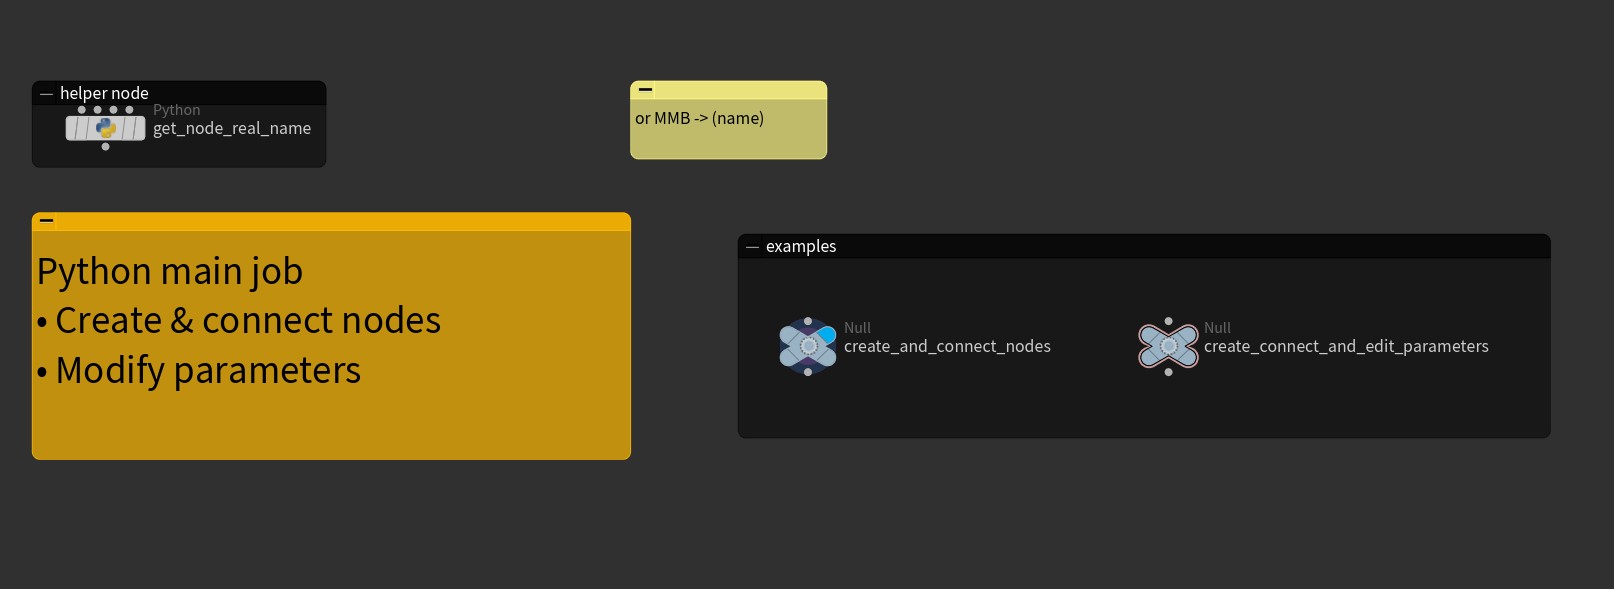 helper node
Python
get_node_real_name
or MMB -> (name)
Python main job
• Create & connect nodes
• Modify parameters
examples
Null
create_and_connect_nodes
Null
create_connect_and_edit_parameters